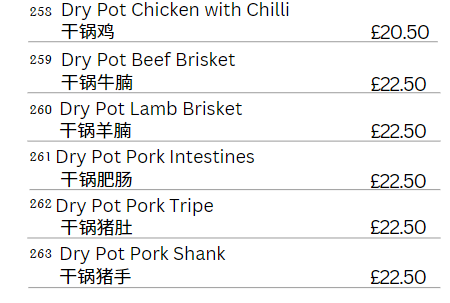 258 Dry Pot Chicken with Chilli
干锅鸡 £20.50
259 Dry Pot Beef Brisket
干锅牛腩 £22.50
260 Dry Pot Lamb Brisket
干锅羊腩 £22.50
261 Dry Pot Pork Intestines
干锅肥肠 £22.50
262 Dry Pot Pork Tripe
干锅猪肚 £22.50
263 Dry Pot Pork Shank
干锅猪手 £22.50